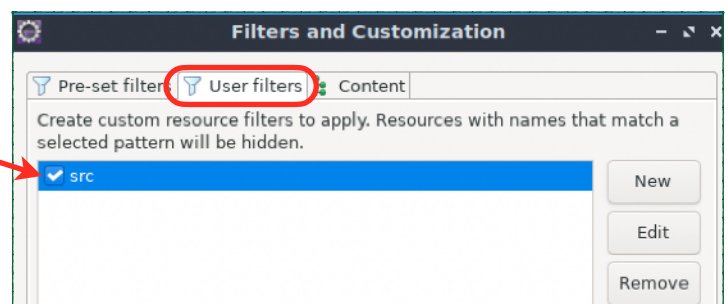 Filters and Customization
Pre-set filters User filters Content
Create custom resource filters to apply. Resources with names that match a
selected pattern will be hidden.
src
New
Edit
Remove